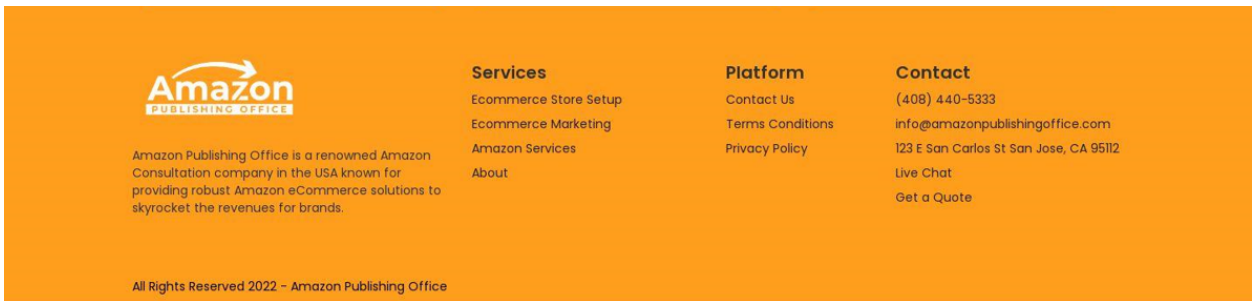 Amazon
PUBLISHING OFFICE
Amazon Publishing Office is a renowned Amazon
Consultation company in the USA known for
providing robust Amazon eCommerce solutions to
skyrocket the revenues for brands.
Services
Ecommerce Store Setup
Ecommerce Marketing
Amazon Services
About
Platform
Contact Us
Terms Conditions
Privacy Policy
Contact
(408) 440-5333
info@amazonpublishingoffice.com
123 E San Carlos St San Jose, CA 95112
Live Chat
Get a Quote
All Rights Reserved 2022 - Amazon Publishing Office